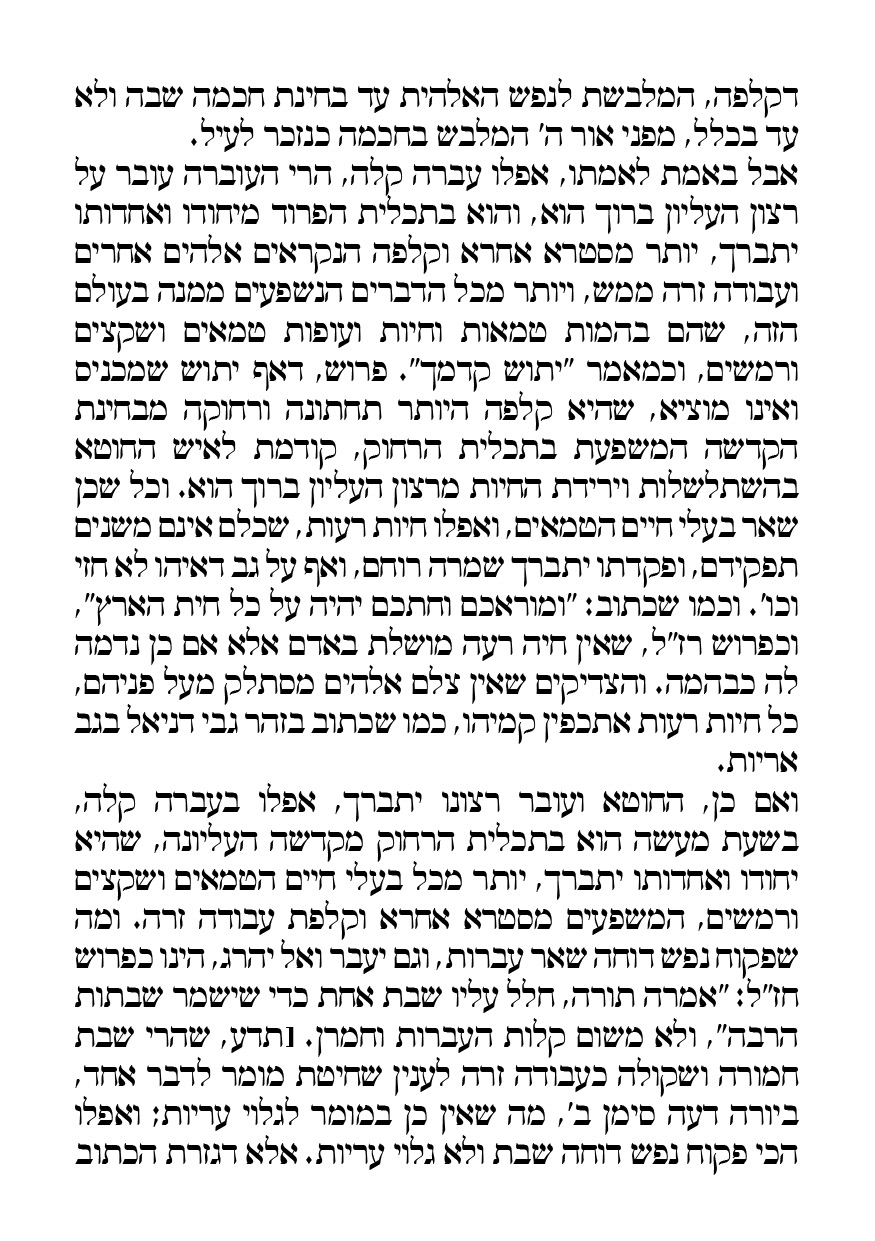 דקלפה, המלבשת לנפש האלהית עד בחינת חכמה שבה ולא
עד בכלל, מפני אור ה' המלבש בחכמה כנזכר לעיל.
אבל באמת לאמתו, אפלו עברה קלה, הרי העוברה עובר על
רצון העליון ברוך הוא, והוא בתכלית הפרוד מיחודו ואחדותו
יתברך, יותר מסטרא אחרא וקלפה הנקראים אלהים אחרים
ועבודה זרה ממש, ויותר מכל הדברים הנשפעים ממנה בעולם
הזה, שהם בהמות טמאות וחיות ועופות טמאים ושקצים
ורמשים, וכמאמר "יתוש קדמך". פרוש, דאף יתוש שמכניס
ואינו מוציא, שהיא קלפה היותר תחתונה ורחוקה מבחינת
הקדשה המשפעת בתכלית הרחוק, קודמת לאיש החוטא
בהשתלשלות וירידת החיות מרצון העליון ברוך הוא. וכל שכן
שאר בעלי חיים הטמאים, ואפלו חיות רעות, שכלם אינם משנים
תפקידם, ופקדתו יתברך שמרה רוחם, ואף על גב דאיהו לא חזי
וכו'. וכמו שכתוב: "ומוראכם וחתכם יהיה על כל חית הארץ",
וכפרוש רז"ל, שאין חיה רעה מושלת באדם אלא אם כן נדמה
לה כבהמה. והצדיקים שאין צלם אלהים מסתלק מעל פניהם,
כל חיות רעות אתכפין קמיהו, כמו שכתוב בזהר גבי דניאל בגב
אריות.
ואם כן, החוטא ועובר רצונו יתברך, אפלו בעברה קלה,
בשעת מעשה הוא בתכלית הרחוק מקדשה העליונה, שהיא
יחודו ואחדותו יתברך, יותר מכל בעלי חיים הטמאים ושקצים
ורמשים, המשפעים מסטרא אחרא וקלפת עבודה זרה. ומה
שפקוח נפש דוחה שאר עברות, וגם יעבר ואל יהרג, הינו כפרוש
חז"ל: "אמרה תורה, חלל עליו שבת אחת כדי שישמר שבתות
הרבה", ולא משום קלות העברות וחמרן. [תדע, שהרי שבת
חמורה ושקולה כעבודה זרה לענין שחיטת מומר לדבר אחד,
ביורה דעה סימן ב', מה שאין כן במומר לגלוי עריות; ואפלו
הכי פקוח נפש דוחה שבת ולא גלוי עריות. אלא דגזרת הכתוב